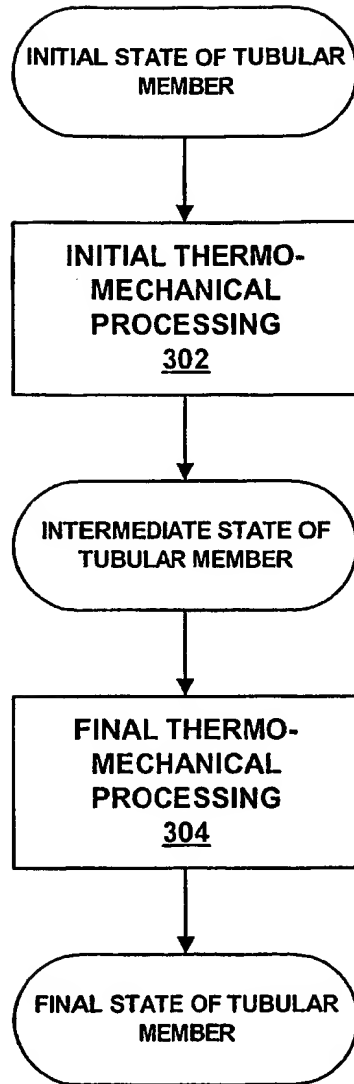 INITIAL STATE OF TUBULAR
MEMBER
INITIAL THERMO-
MECHANICAL
PROCESSING
302
INTERMEDIATE STATE OF
TUBULAR MEMBER
FINAL THERMO-
MECHANICAL
PROCESSING
304
FINAL STATE OF TUBULAR
MEMBER